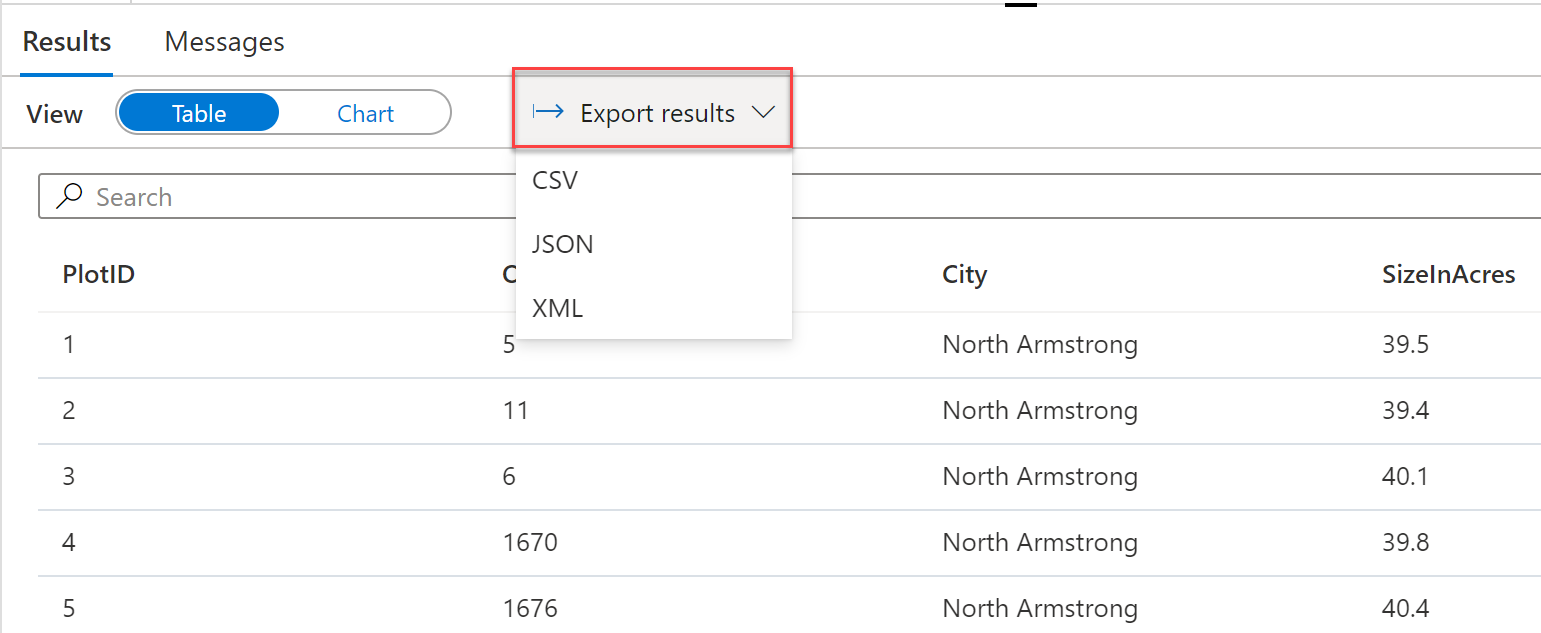 Results Messages
View Table Chart Export results
CSV
Search
JSON
PlotID City SizeInAcres
XML
1 5 North Armstrong 39.5
2 11 North Armstrong 39.4
3 6 North Armstrong 40.1
4 1670 North Armstrong 39.8
5 1676 North Armstrong 40.4